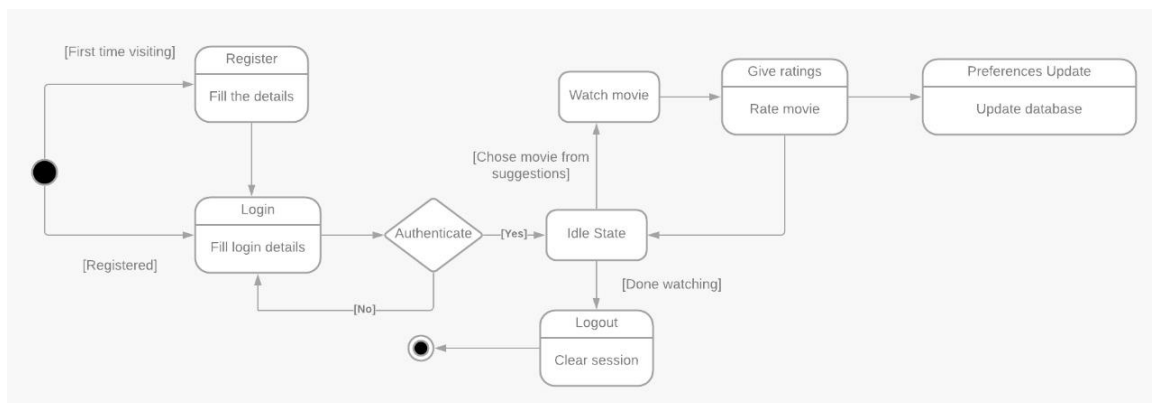 [First time visiting]
Register
Fill the details
Watch movie
Give ratings
Rate movie
Preferences Update
Update database
[Chose movie from
suggestions]
Login
Fill login details
Authenticate
[Yes]
Idle State
[Registered]
[No]
[Done watching]
Logout
Clear session